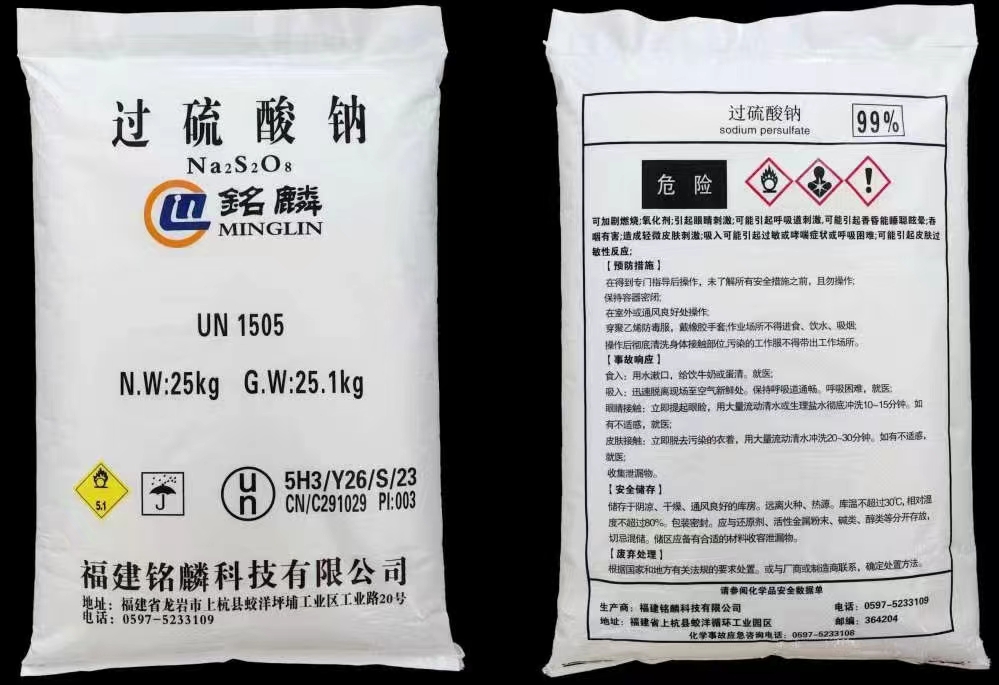 过硫酸钠
Na2S2O8
銘麟
MINGLIN
UN 1505
N.W:25kg G.W:25.1kg
5.1
un
5H3/Y26/S/23
CN/C291029 PI:003
福建铭麟科技有限公司
地址：福建省龙岩市上杭县蛟洋坪埔工业区工业路20号
电话：0597-5233109
过硫酸钠
sodium persulfate
99%
危险
可加剧燃烧;氧化剂;引起眼睛刺激;可能引起呼吸道刺激,可能引起香昏能睡聪眩晕;吞
咽有害;造成轻微皮肤刺激;吸入可能引起过敏或哮喘症状或呼吸困难;可能引起皮肤过
敏性反应;
【预防措施】
在得到专门指导后操作，未了解所有安全措施之前，且勿操作;
保持容器密闭;
在室外或通风良好处操作;
穿聚乙烯防毒服，戴橡胶手套;作业场所不得进食、饮水、吸烟;
操作后彻底清洗身体接触部位,污染的工作服不得带出工作场所。
【事故响应】
食入：用水漱口，给饮牛奶或蛋清。就医;
吸入：迅速脱离现场至空气新鲜处。保持呼吸道通畅。呼吸困难，就医;
眼睛接触：立即提起眼睑，用大量流动清水或生理盐水彻底冲洗10~15分钟。如
有不适感，就医;
皮肤接触：立即脱去污染的衣着，用大量流动清水冲洗20~30分钟。如有不适感，
就医;
收集泄漏物。
【安全储存】
储存于阴凉、干燥、通风良好的库房。远离火种、热源。库温不超过30℃,相对湿
度不超过80%。包装密封。应与还原剂、活性金属粉末、碱类、醇类等分开存放，
切忌混储。储区应备有合适的材料收容泄漏物。
【废弃处理】
根据国家和地方有关法规的要求处置。或与厂商或制造商联系，确定处置方法。
请参阅化学品安全数据单
生产商：福建铭麟科技有限公司 电话：0597-5233109
地址：福建省上杭县蛟洋循环工业园区 邮编：364204
化学事故应急咨询电话：0597-5233108